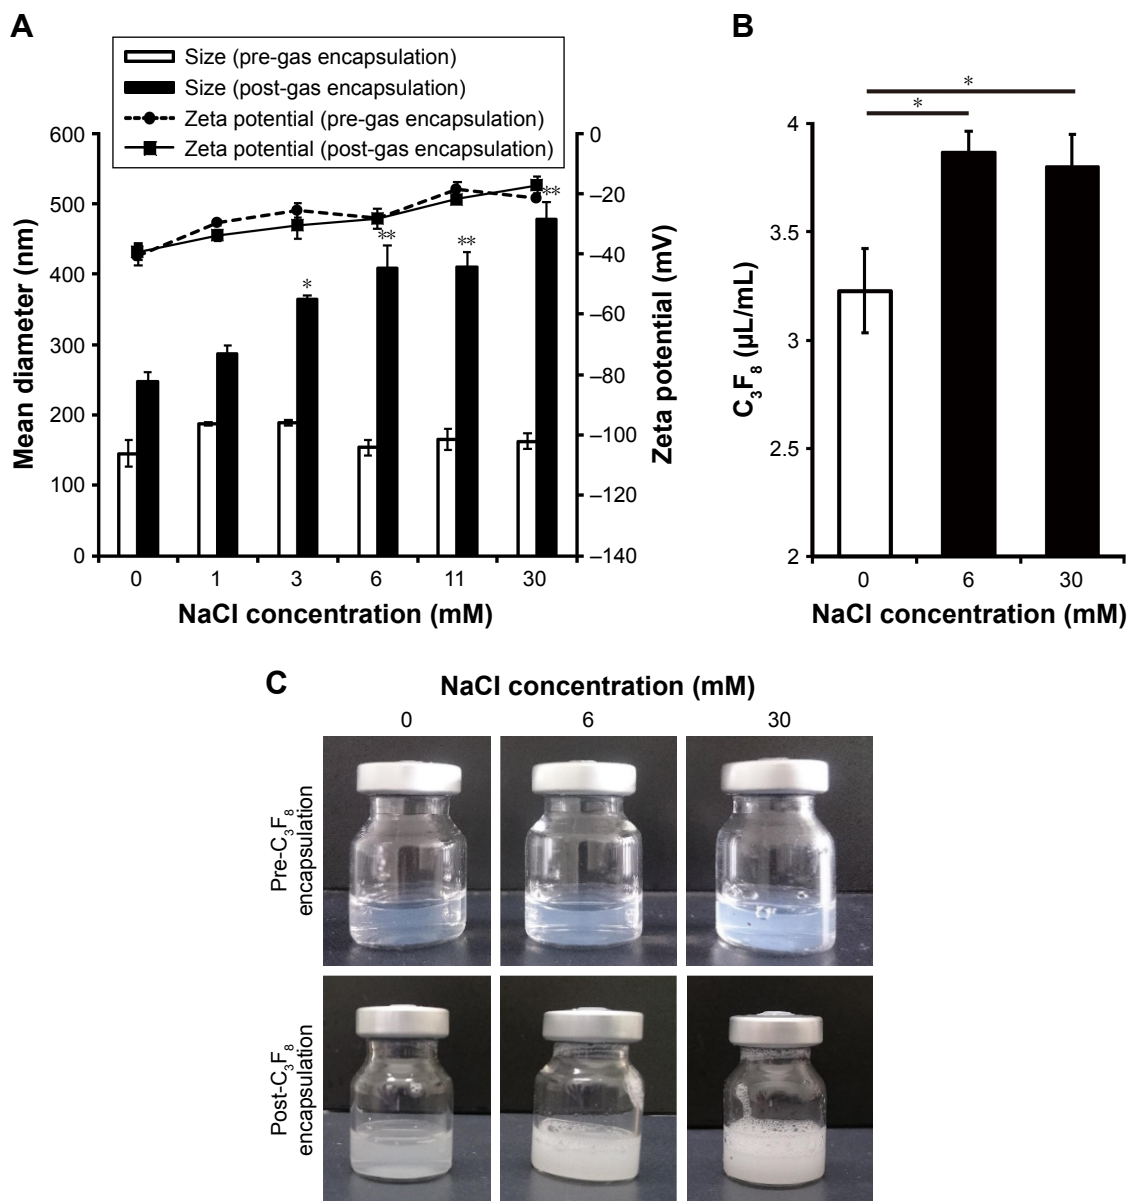 A
Size (pre-gas encapsulation)
Size (post-gas encapsulation)
Zeta potential (pre-gas encapsulation)
Zeta potential (post-gas encapsulation)
Mean diameter (nm)
600
500
400
300
200
100
0
*
**
**
**
0
–20
–40
–60
–80
–100
–120
–140
Zeta potential (mV)
0 1 3 6 11 30
NaCl concentration (mM)
B
*
*
C₃F₈ (µL/mL)
4
3.5
3
2.5
2
0 6 30
NaCl concentration (mM)
C
NaCl concentration (mM)
0 6 30
Pre-C₃F₈
encapsulation
Post-C₃F₈
encapsulation